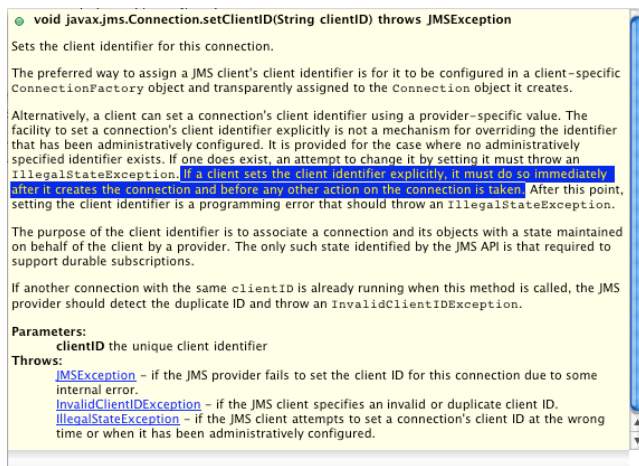 void javax.jms.Connection.setClientID(String clientID) throws JMSException
Sets the client identifier for this connection.
The preferred way to assign a JMS client's client identifier is for it to be configured in a client-specific
ConnectionFactory object and transparently assigned to the Connection object it creates.
Alternatively, a client can set a connection's client identifier using a provider-specific value. The
facility to set a connection's client identifier explicitly is not a mechanism for overriding the identifier
that has been administratively configured. It is provided for the case where no administratively
specified identifier exists. If one does exist, an attempt to change it by setting it must throw an
IllegalStateException. If a client sets the client identifier explicitly, it must do so immediately
after it creates the connection and before any other action on the connection is taken. After this point,
setting the client identifier is a programming error that should throw an IllegalStateException.
The purpose of the client identifier is to associate a connection and its objects with a state maintained
on behalf of the client by a provider. The only such state identified by the JMS API is that required to
support durable subscriptions.
If another connection with the same clientID is already running when this method is called, the JMS
provider should detect the duplicate ID and throw an InvalidClientIDException.
Parameters:
clientID the unique client identifier
Throws:
JMSException – if the JMS provider fails to set the client ID for this connection due to some
internal error.
InvalidClientIDException – if the JMS client specifies an invalid or duplicate client ID.
IllegalStateException – if the JMS client attempts to set a connection's client ID at the wrong
time or when it has been administratively configured.